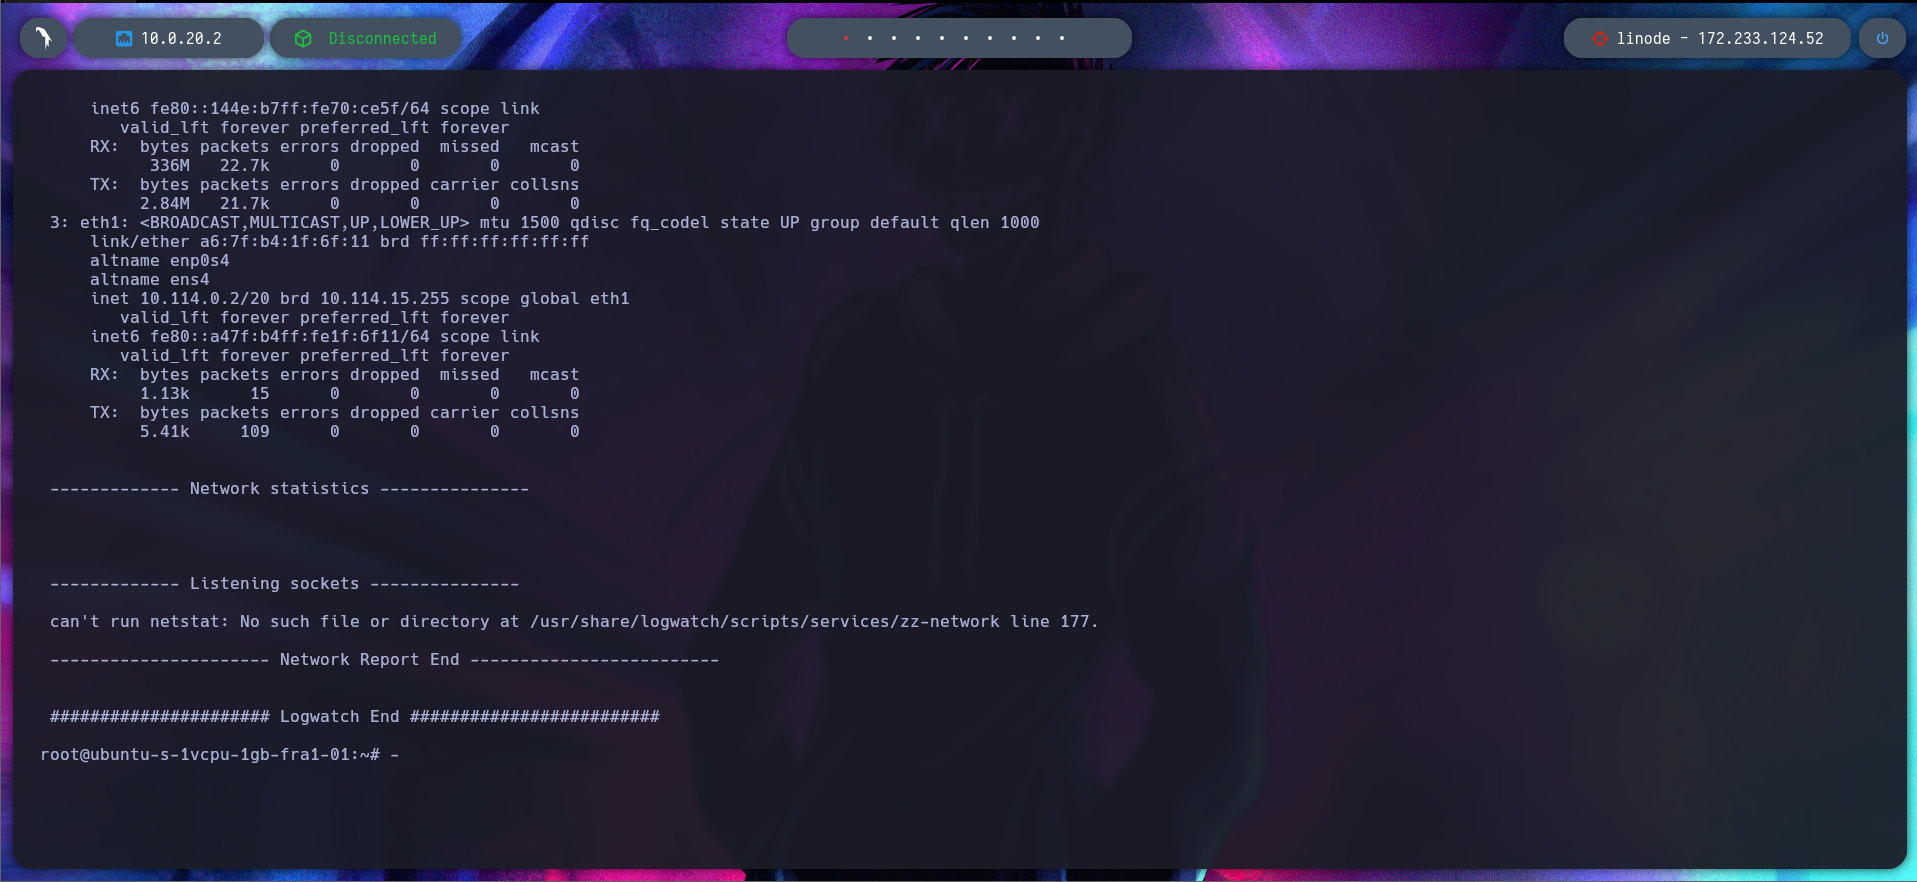 10.0.20.2 Disconnected linode - 172.233.124.52
inet6 fe80::144e:b7ff:fe70:ce5f/64 scope link
valid_lft forever preferred_lft forever
RX: bytes packets errors dropped missed mcast
336M 22.7k 0 0 0 0
TX: bytes packets errors dropped carrier collsns
2.84M 21.7k 0 0 0 0
3: eth1: <BROADCAST,MULTICAST,UP,LOWER_UP> mtu 1500 qdisc fq_codel state UP group default qlen 1000
link/ether a6:7f:b4:1f:6f:11 brd ff:ff:ff:ff:ff:ff
altname enp0s4
altname ens4
inet 10.114.0.2/20 brd 10.114.15.255 scope global eth1
valid_lft forever preferred_lft forever
inet6 fe80::a47f:b4ff:fe1f:6f11/64 scope link
valid_lft forever preferred_lft forever
RX: bytes packets errors dropped missed mcast
1.13k 15 0 0 0 0
TX: bytes packets errors dropped carrier collsns
5.41k 109 0 0 0 0
------------- Network statistics ---------------
------------- Listening sockets ---------------
can't run netstat: No such file or directory at /usr/share/logwatch/scripts/services/zz-network line 177.
---------------------- Network Report End -------------------------
###################### Logwatch End #########################
root@ubuntu-s-1vcpu-1gb-fra1-01:~# -